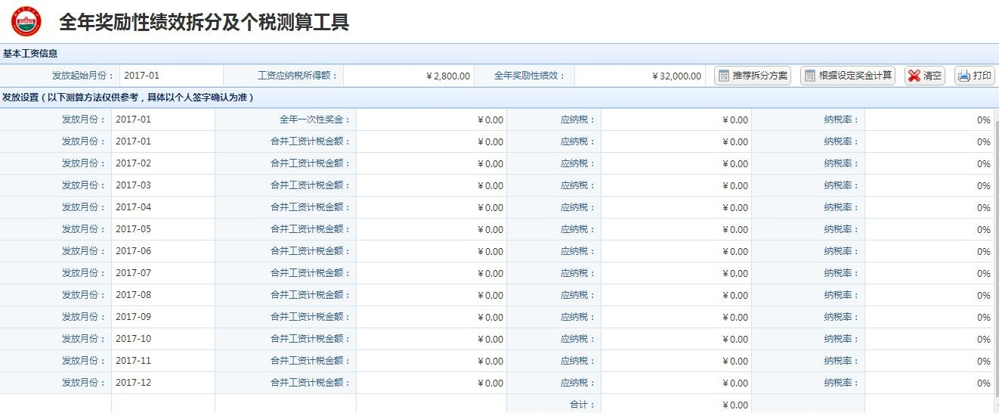 全年奖励性绩效拆分及个税测算工具
基本工资信息
发放起始月份： 2017-01 工资应纳税所得额： ￥2,800.00 全年奖励性绩效： ￥32,000.00 推荐拆分方案 根据设定奖金计算 清空 打印
发放设置（以下测算方法仅供参考，具体以个人签字确认为准）
发放月份： 2017-01 全年一次性奖金： ￥0.00 应纳税： ￥0.00 纳税率： 0%
发放月份： 2017-01 合并工资计税金额： ￥0.00 应纳税： ￥0.00 纳税率： 0%
发放月份： 2017-02 合并工资计税金额： ￥0.00 应纳税： ￥0.00 纳税率： 0%
发放月份： 2017-03 合并工资计税金额： ￥0.00 应纳税： ￥0.00 纳税率： 0%
发放月份： 2017-04 合并工资计税金额： ￥0.00 应纳税： ￥0.00 纳税率： 0%
发放月份： 2017-05 合并工资计税金额： ￥0.00 应纳税： ￥0.00 纳税率： 0%
发放月份： 2017-06 合并工资计税金额： ￥0.00 应纳税： ￥0.00 纳税率： 0%
发放月份： 2017-07 合并工资计税金额： ￥0.00 应纳税： ￥0.00 纳税率： 0%
发放月份： 2017-08 合并工资计税金额： ￥0.00 应纳税： ￥0.00 纳税率： 0%
发放月份： 2017-09 合并工资计税金额： ￥0.00 应纳税： ￥0.00 纳税率： 0%
发放月份： 2017-10 合并工资计税金额： ￥0.00 应纳税： ￥0.00 纳税率： 0%
发放月份： 2017-11 合并工资计税金额： ￥0.00 应纳税： ￥0.00 纳税率： 0%
发放月份： 2017-12 合并工资计税金额： ￥0.00 应纳税： ￥0.00 纳税率： 0%
合计： ￥0.00